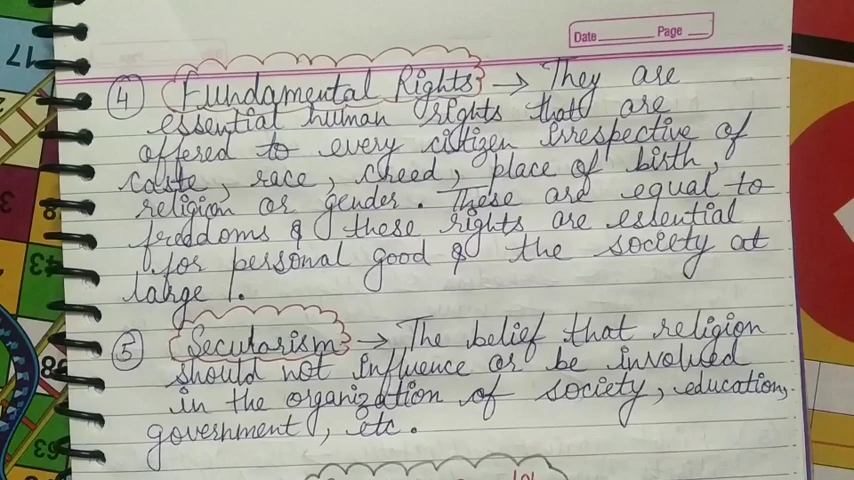 Date Page
④ Fundamental Rights → They are
essential human rights that are
offered to every citizen irrespective of
caste, race, creed, place of birth,
religion or gender. These are equal to
freedoms & these rights are essential
for personal good & the society at
large.
⑤ Secularism → The belief that religion
should not influence or be involved
in the organization of society, education,
government, etc.